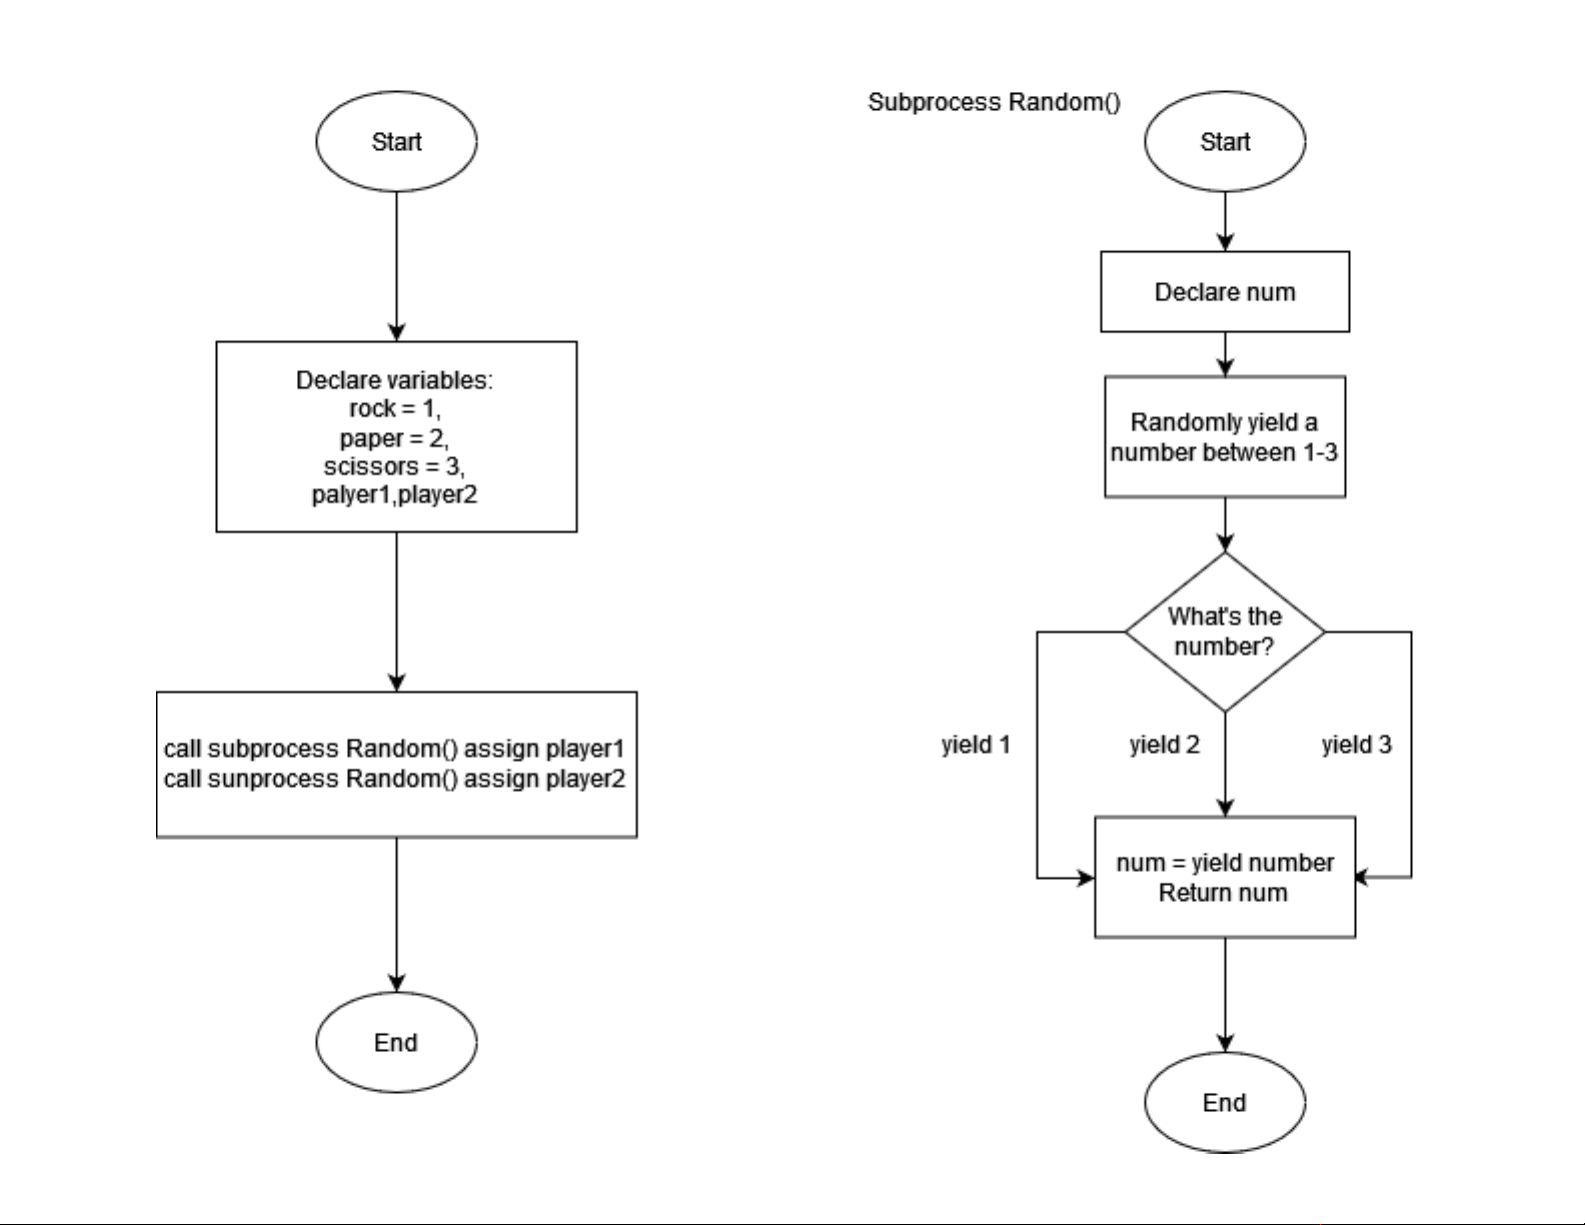 Start
Declare variables:
rock = 1,
paper = 2,
scissors = 3,
palyer1,player2
call subprocess Random() assign player1
call sunprocess Random() assign player2
End
Subprocess Random()
Start
Declare num
Randomly yield a
number between 1-3
What's the
number?
yield 1
yield 2
yield 3
num = yield number
Return num
End